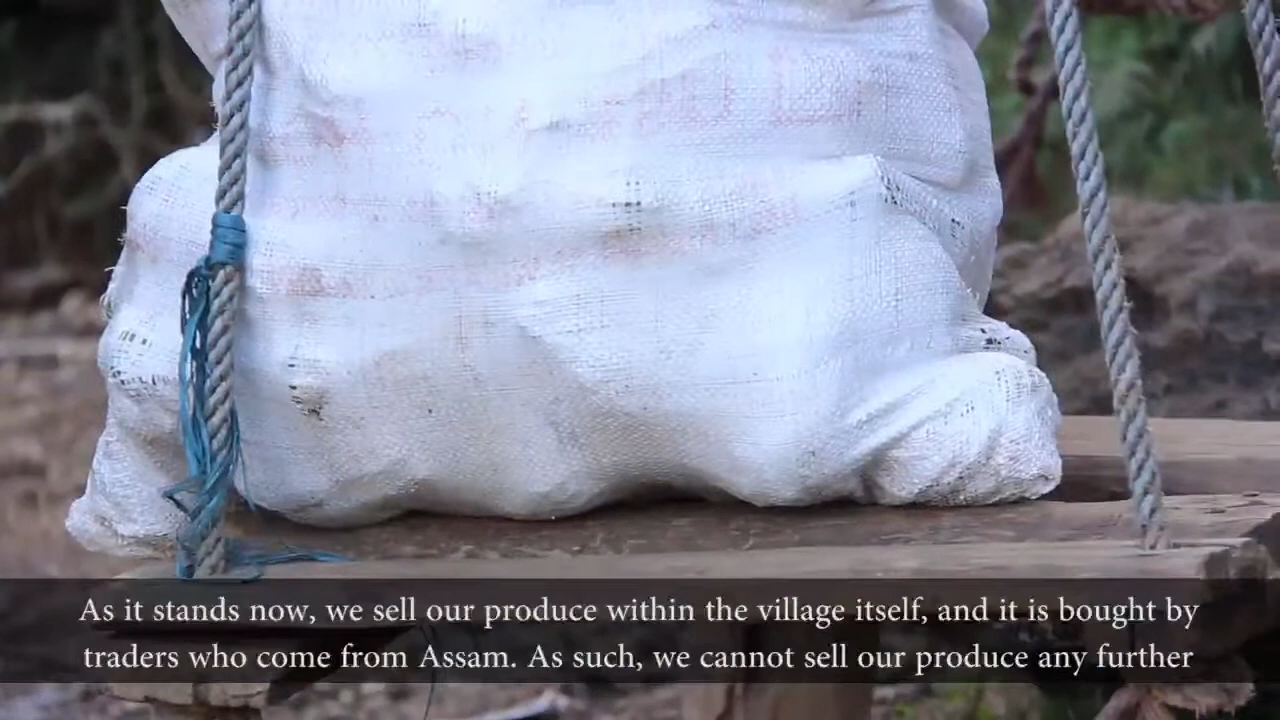 As it stands now, we sell our produce within the village itself, and it is bought by
traders who come from Assam. As such, we cannot sell our produce any further